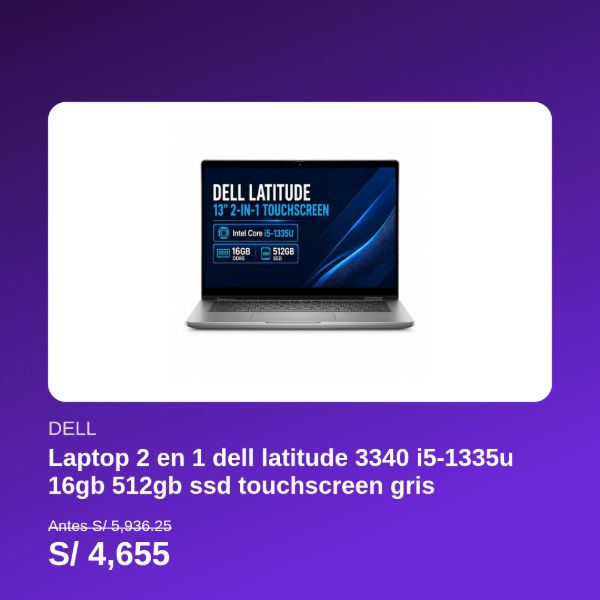 DELL LATITUDE
13" 2-IN-1 TOUCHSCREEN
Intel Core i5-1335U
16GB DDR5 512GB SSD
DELL
Laptop 2 en 1 dell latitude 3340 i5-1335u
16gb 512gb ssd touchscreen gris
Antes S/ 5,936.25
S/ 4,655